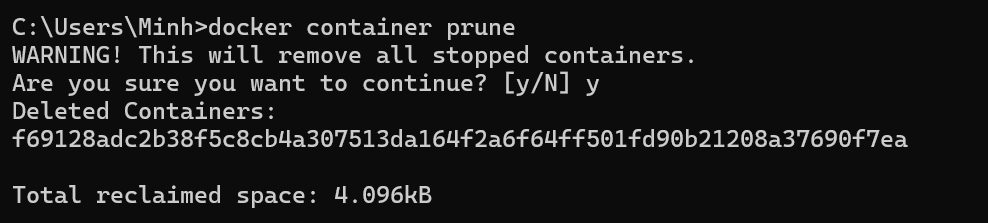 C:\Users\Minh>docker container prune
WARNING! This will remove all stopped containers.
Are you sure you want to continue? [y/N] y
Deleted Containers:
f69128adc2b38f5c8cb4a307513da164f2a6f64ff501fd90b21208a37690f7ea
Total reclaimed space: 4.096kB